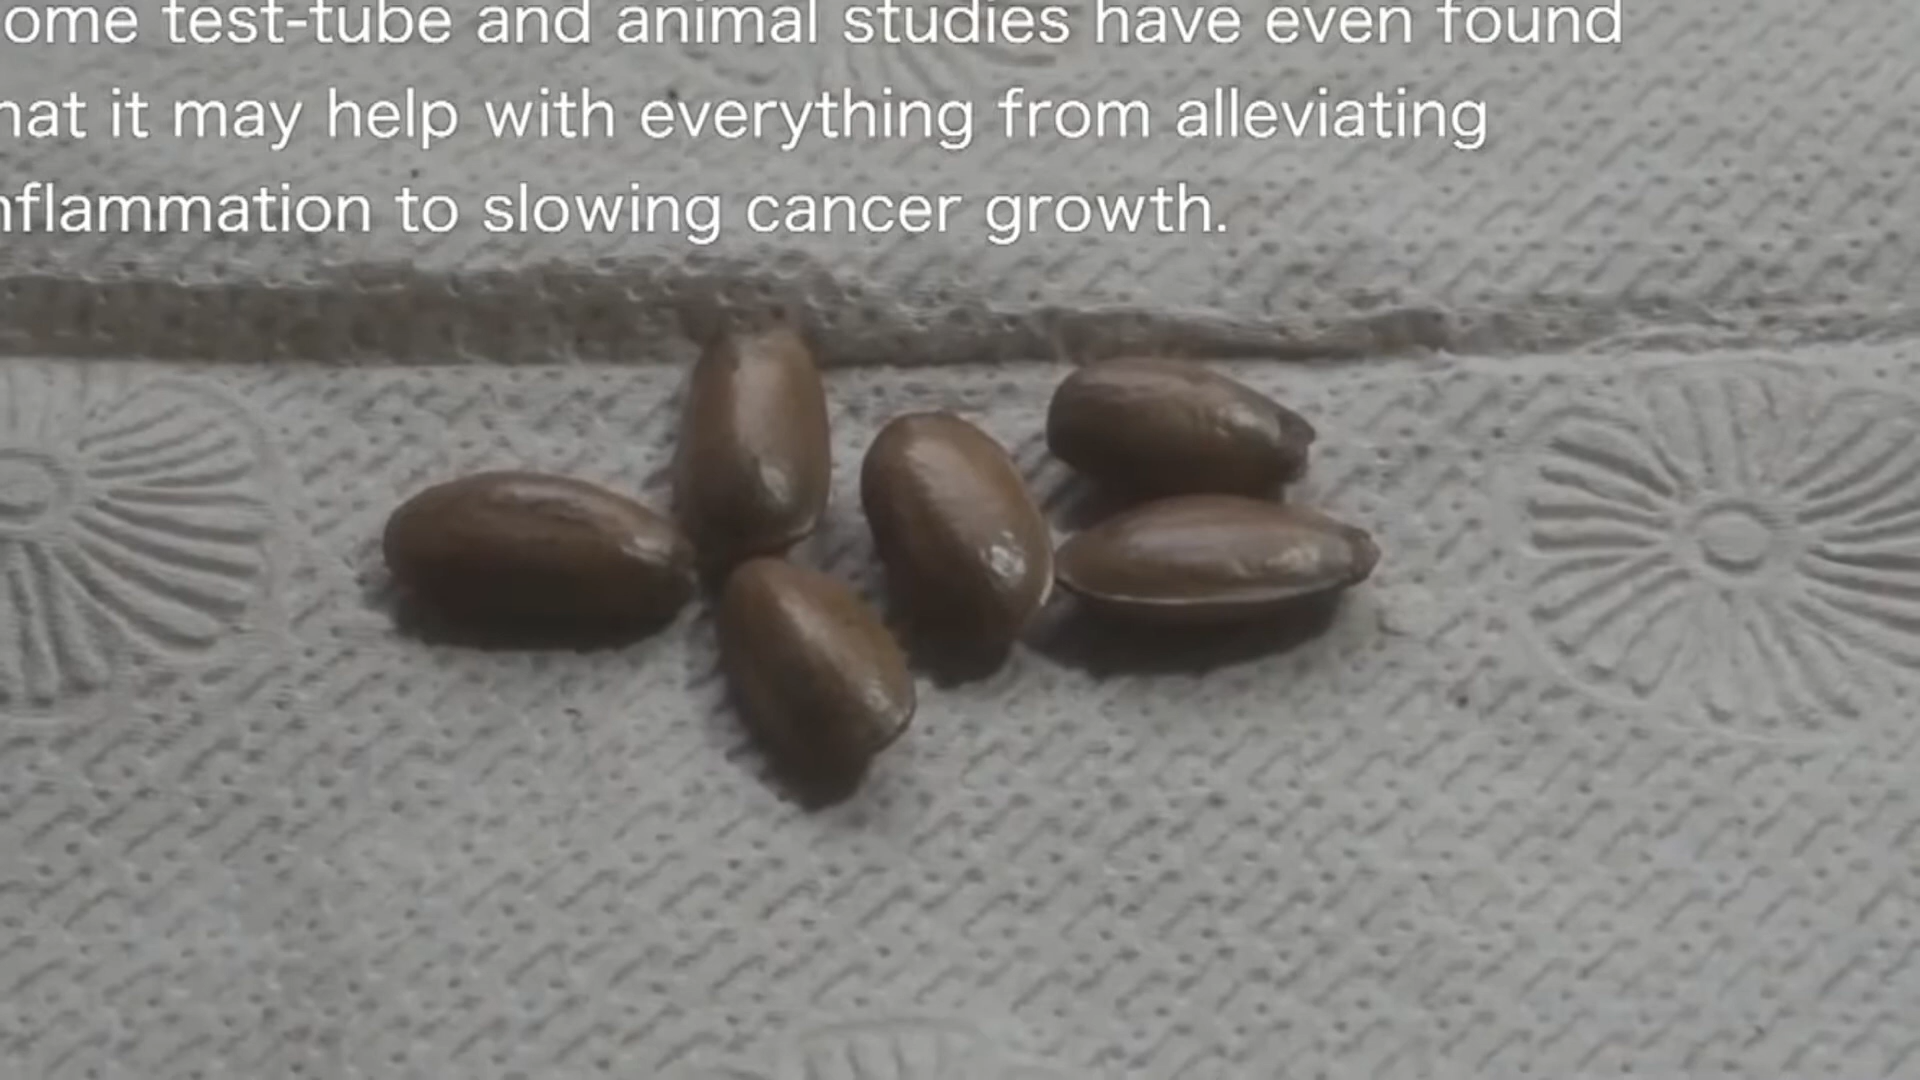 ome test-tube and animal studies have even found
hat it may help with everything from alleviating
nflammation to slowing cancer growth.